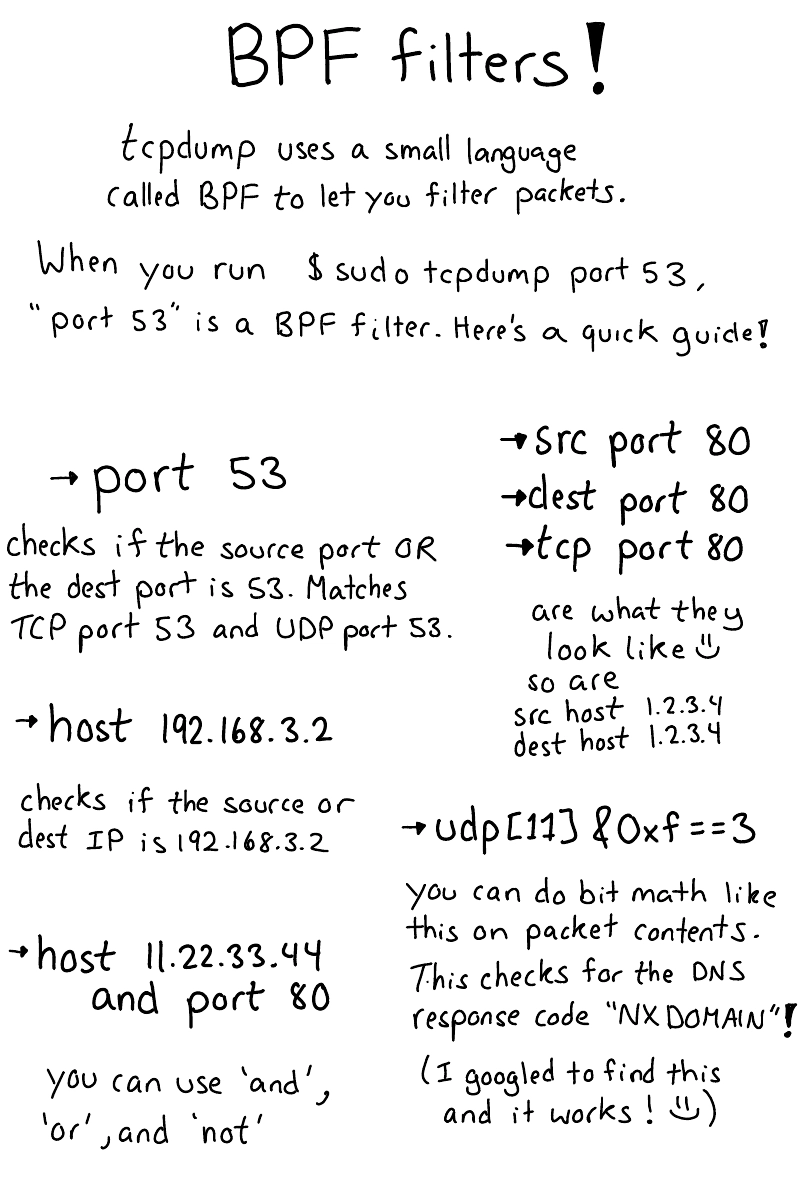 BPF filters!
tcpdump uses a small language
called BPF to let you filter packets.
When you run $ sudo tcpdump port 53,
"port 53" is a BPF filter. Here's a quick guide!
→ port 53
checks if the source port OR
the dest port is 53. Matches
TCP port 53 and UDP port 53.
→ host 192.168.3.2
checks if the source or
dest IP is 192.168.3.2
→ host 11.22.33.44
and port 80
you can use 'and',
'or', and 'not'
→ src port 80
→ dest port 80
→ tcp port 80
are what they
look like :)
so are
src host 1.2.3.4
dest host 1.2.3.4
→ udp[11] & 0xf == 3
you can do bit math like
this on packet contents.
This checks for the DNS
response code "NXDOMAIN"!
(I googled to find this
and it works! :))